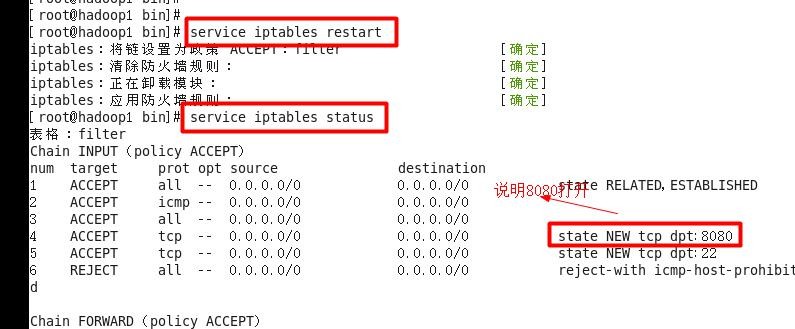 [root@hadoop1 bin]#
[root@hadoop1 bin]#
[root@hadoop1 bin]# service iptables restart
iptables：将链设置为政策 ACCEPT：filter [确定]
iptables：清除防火墙规则： [确定]
iptables：正在卸载模块： [确定]
iptables：应用防火墙规则： [确定]
[root@hadoop1 bin]# service iptables status
表格：filter
Chain INPUT (policy ACCEPT)
num target prot opt source destination
1 ACCEPT all -- 0.0.0.0/0 0.0.0.0/0 state RELATED,ESTABLISHED
说明8080打开
2 ACCEPT icmp -- 0.0.0.0/0 0.0.0.0/0
3 ACCEPT all -- 0.0.0.0/0 0.0.0.0/0
4 ACCEPT tcp -- 0.0.0.0/0 0.0.0.0/0 state NEW tcp dpt:8080
5 ACCEPT tcp -- 0.0.0.0/0 0.0.0.0/0 state NEW tcp dpt:22
6 REJECT all -- 0.0.0.0/0 0.0.0.0/0 reject-with icmp-host-prohibit
d
Chain FORWARD (policy ACCEPT)